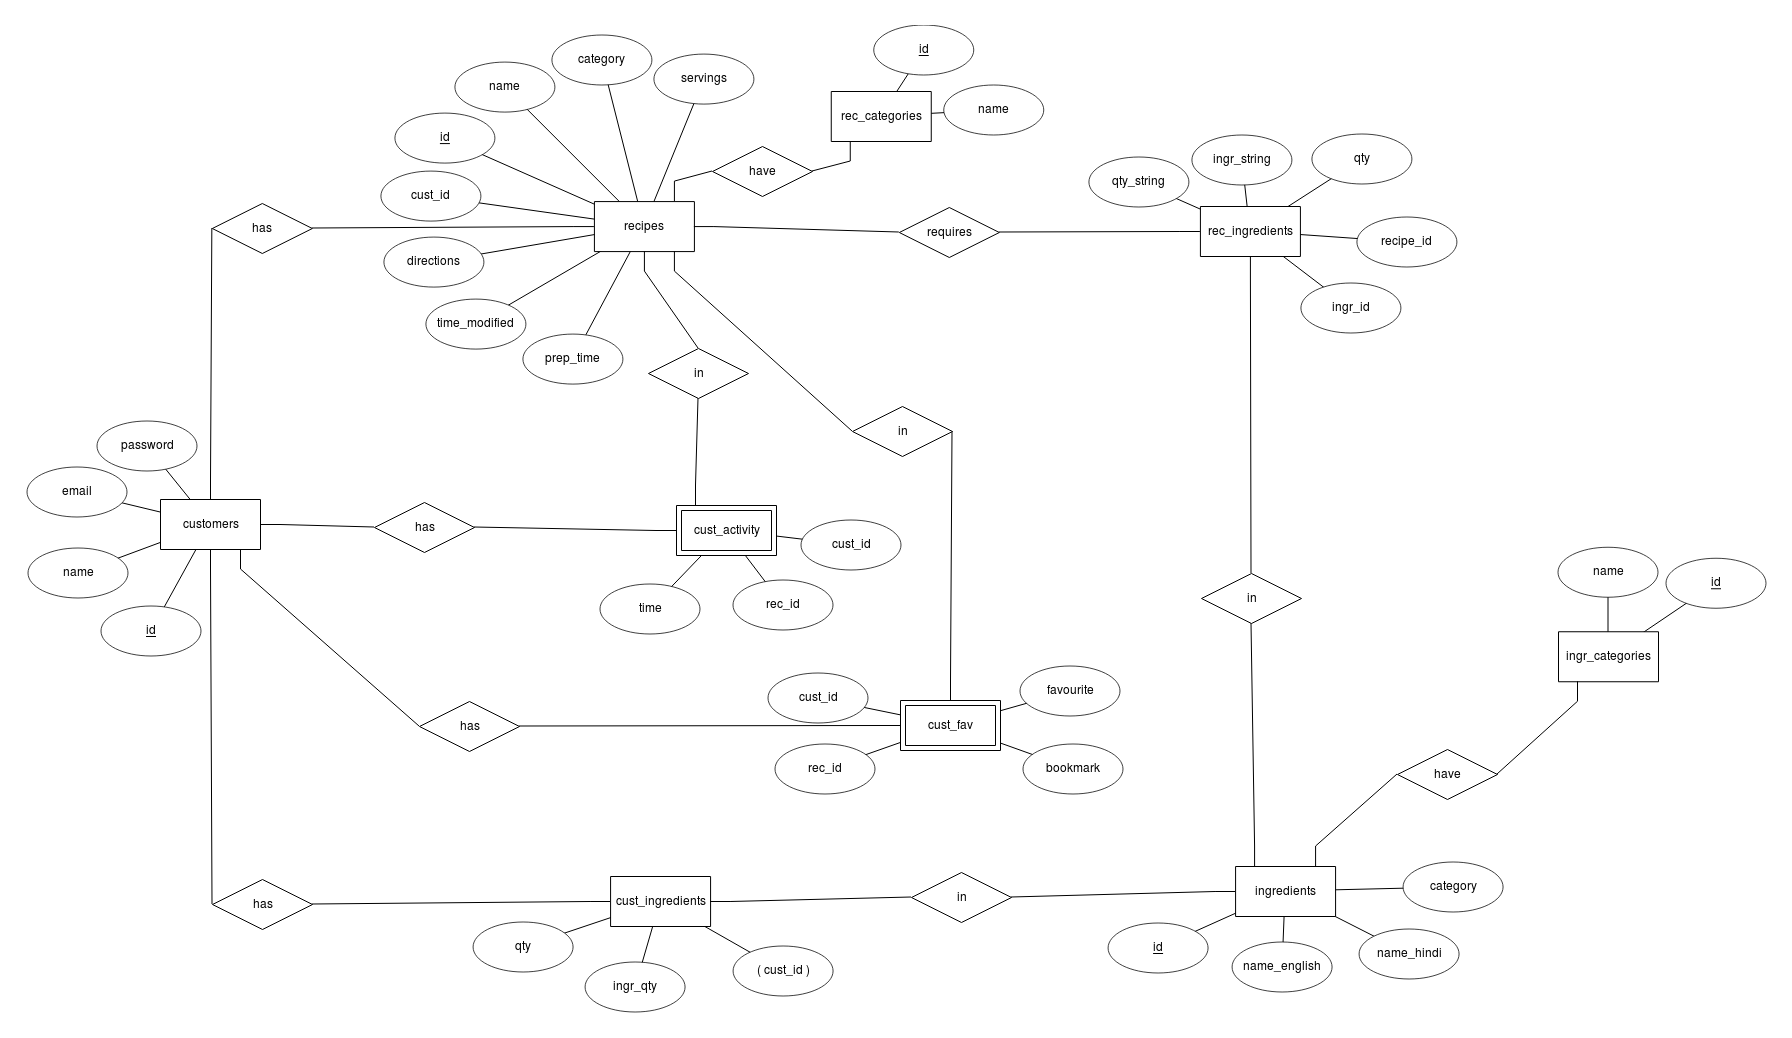 id
category
servings
name
rec_categories
name
id
ingr_string
qty
have
qty_string
cust_id
has
recipes
requires
rec_ingredients
recipe_id
directions
ingr_id
time_modified
prep_time
in
in
password
email
customers
has
cust_activity
cust_id
name
name
id
in
time
rec_id
id
ingr_categories
cust_id
favourite
has
cust_fav
rec_id
bookmark
have
category
ingredients
has
cust_ingredients
in
qty
id
name_english
name_hindi
( cust_id )
ingr_qty